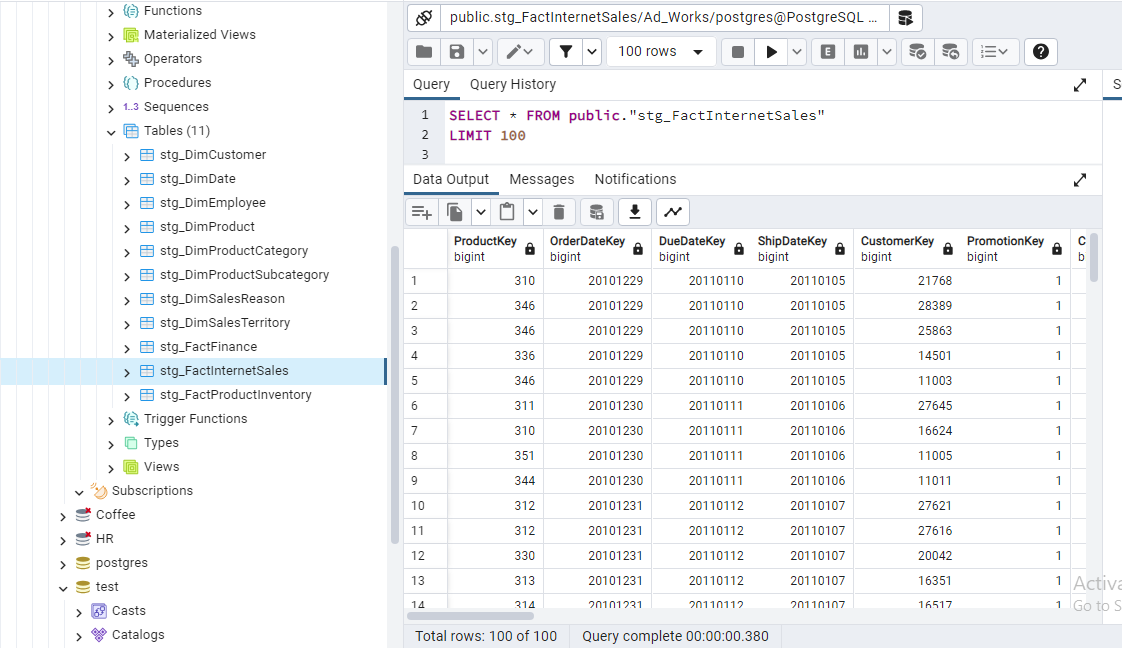 Functions
Materialized Views
Operators
Procedures
1..3 Sequences
Tables (11)
stg_DimCustomer
stg_DimDate
stg_DimEmployee
stg_DimProduct
stg_DimProductCategory
stg_DimProductSubcategory
stg_DimSalesReason
stg_DimSalesTerritory
stg_FactFinance
stg_FactInternetSales
stg_FactProductInventory
Trigger Functions
Types
Views
Subscriptions
Coffee
HR
postgres
test
Casts
Catalogs
public.stg_FactInternetSales/Ad_Works/postgres@PostgreSQL ...
100 rows
E
Query Query History
S
1 SELECT * FROM public."stg_FactInternetSales"
2 LIMIT 100
3
Data Output Messages Notifications
ProductKey OrderDateKey DueDateKey ShipDateKey CustomerKey PromotionKey C
bigint bigint bigint bigint bigint bigint b
1 310 20101229 20110110 20110105 21768 1
2 346 20101229 20110110 20110105 28389 1
3 346 20101229 20110110 20110105 25863 1
4 336 20101229 20110110 20110105 14501 1
5 346 20101229 20110110 20110105 11003 1
6 311 20101230 20110111 20110106 27645 1
7 310 20101230 20110111 20110106 16624 1
8 351 20101230 20110111 20110106 11005 1
9 344 20101230 20110111 20110106 11011 1
10 312 20101231 20110112 20110107 27621 1
11 312 20101231 20110112 20110107 27616 1
12 330 20101231 20110112 20110107 20042 1
13 313 20101231 20110112 20110107 16351 1
14 314 20101231 20110112 20110107 16517 1
Activa
Go to S
Total rows: 100 of 100 Query complete 00:00:00.380